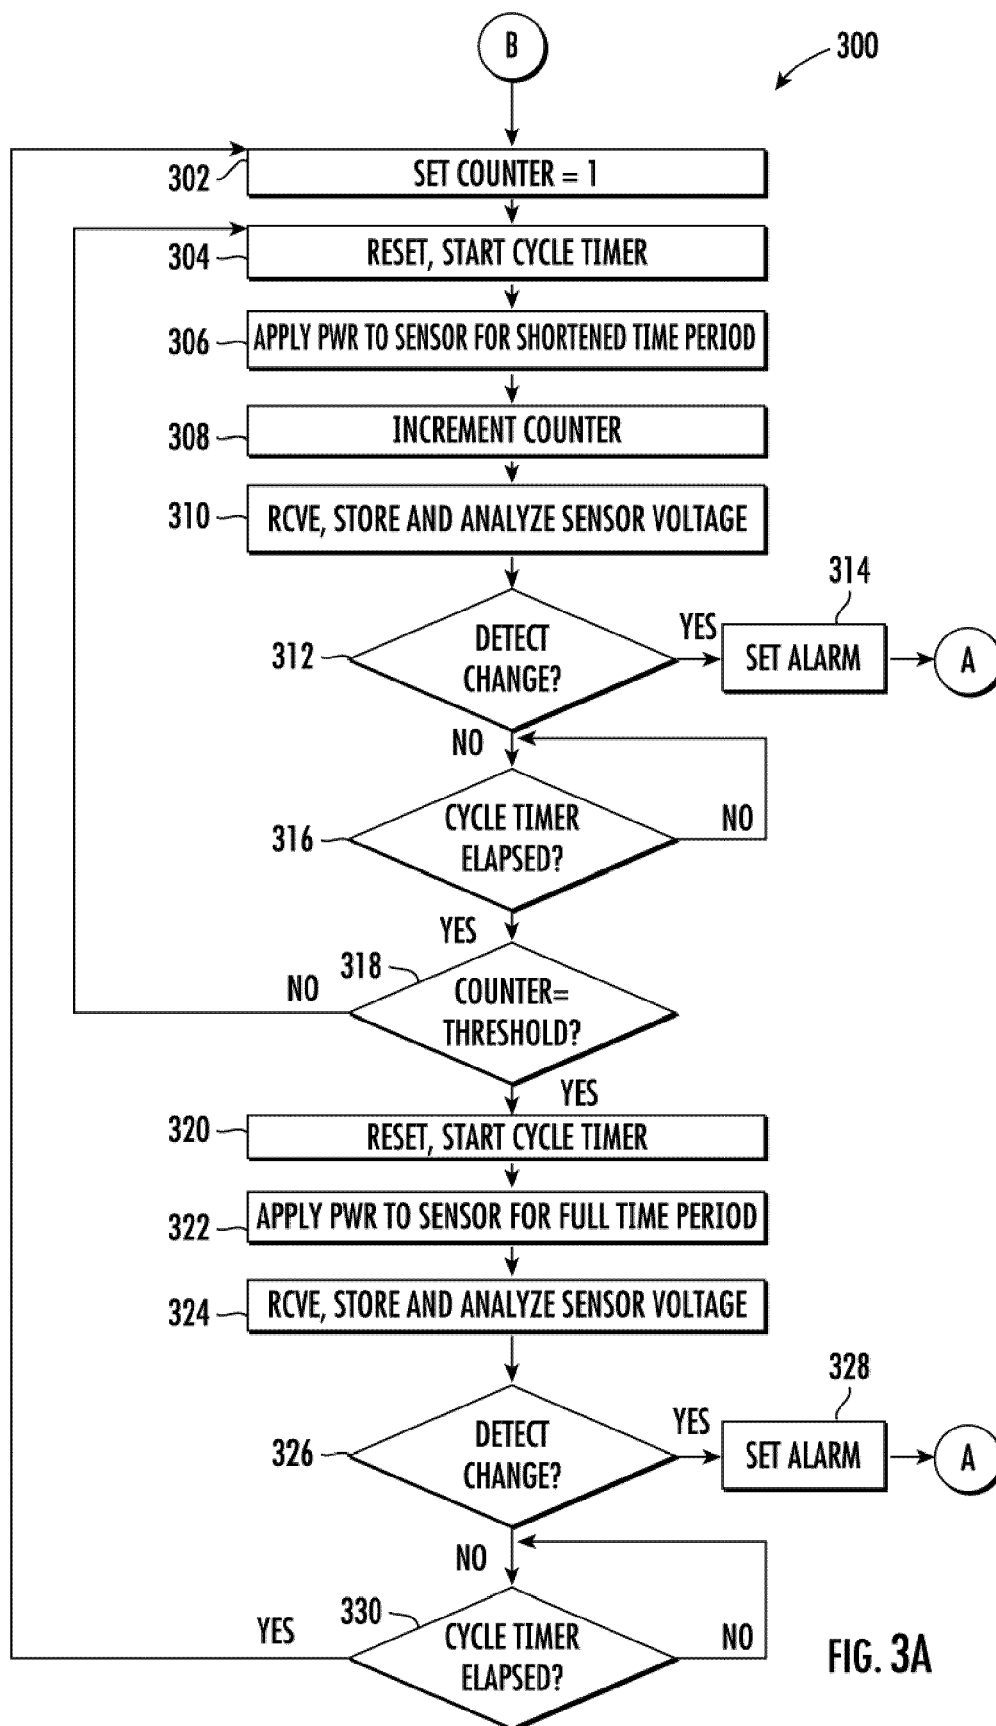 B
300
302
SET COUNTER = 1
304
RESET, START CYCLE TIMER
306
APPLY PWR TO SENSOR FOR SHORTENED TIME PERIOD
308
INCREMENT COUNTER
310
RCVE, STORE AND ANALYZE SENSOR VOLTAGE
312
DETECT
CHANGE?
YES
314
SET ALARM
A
NO
316
CYCLE TIMER
ELAPSED?
NO
YES
318
NO
COUNTER=
THRESHOLD?
YES
320
RESET, START CYCLE TIMER
322
APPLY PWR TO SENSOR FOR FULL TIME PERIOD
324
RCVE, STORE AND ANALYZE SENSOR VOLTAGE
326
DETECT
CHANGE?
YES
328
SET ALARM
A
NO
330
YES
CYCLE TIMER
ELAPSED?
NO
FIG. 3A